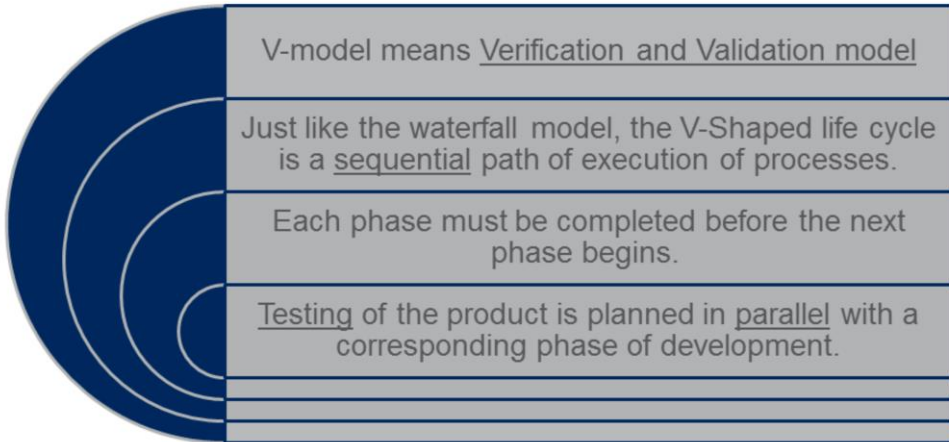 V-model means Verification and Validation model
Just like the waterfall model, the V-Shaped life cycle
is a sequential path of execution of processes.
Each phase must be completed before the next
phase begins.
Testing of the product is planned in parallel with a
corresponding phase of development.